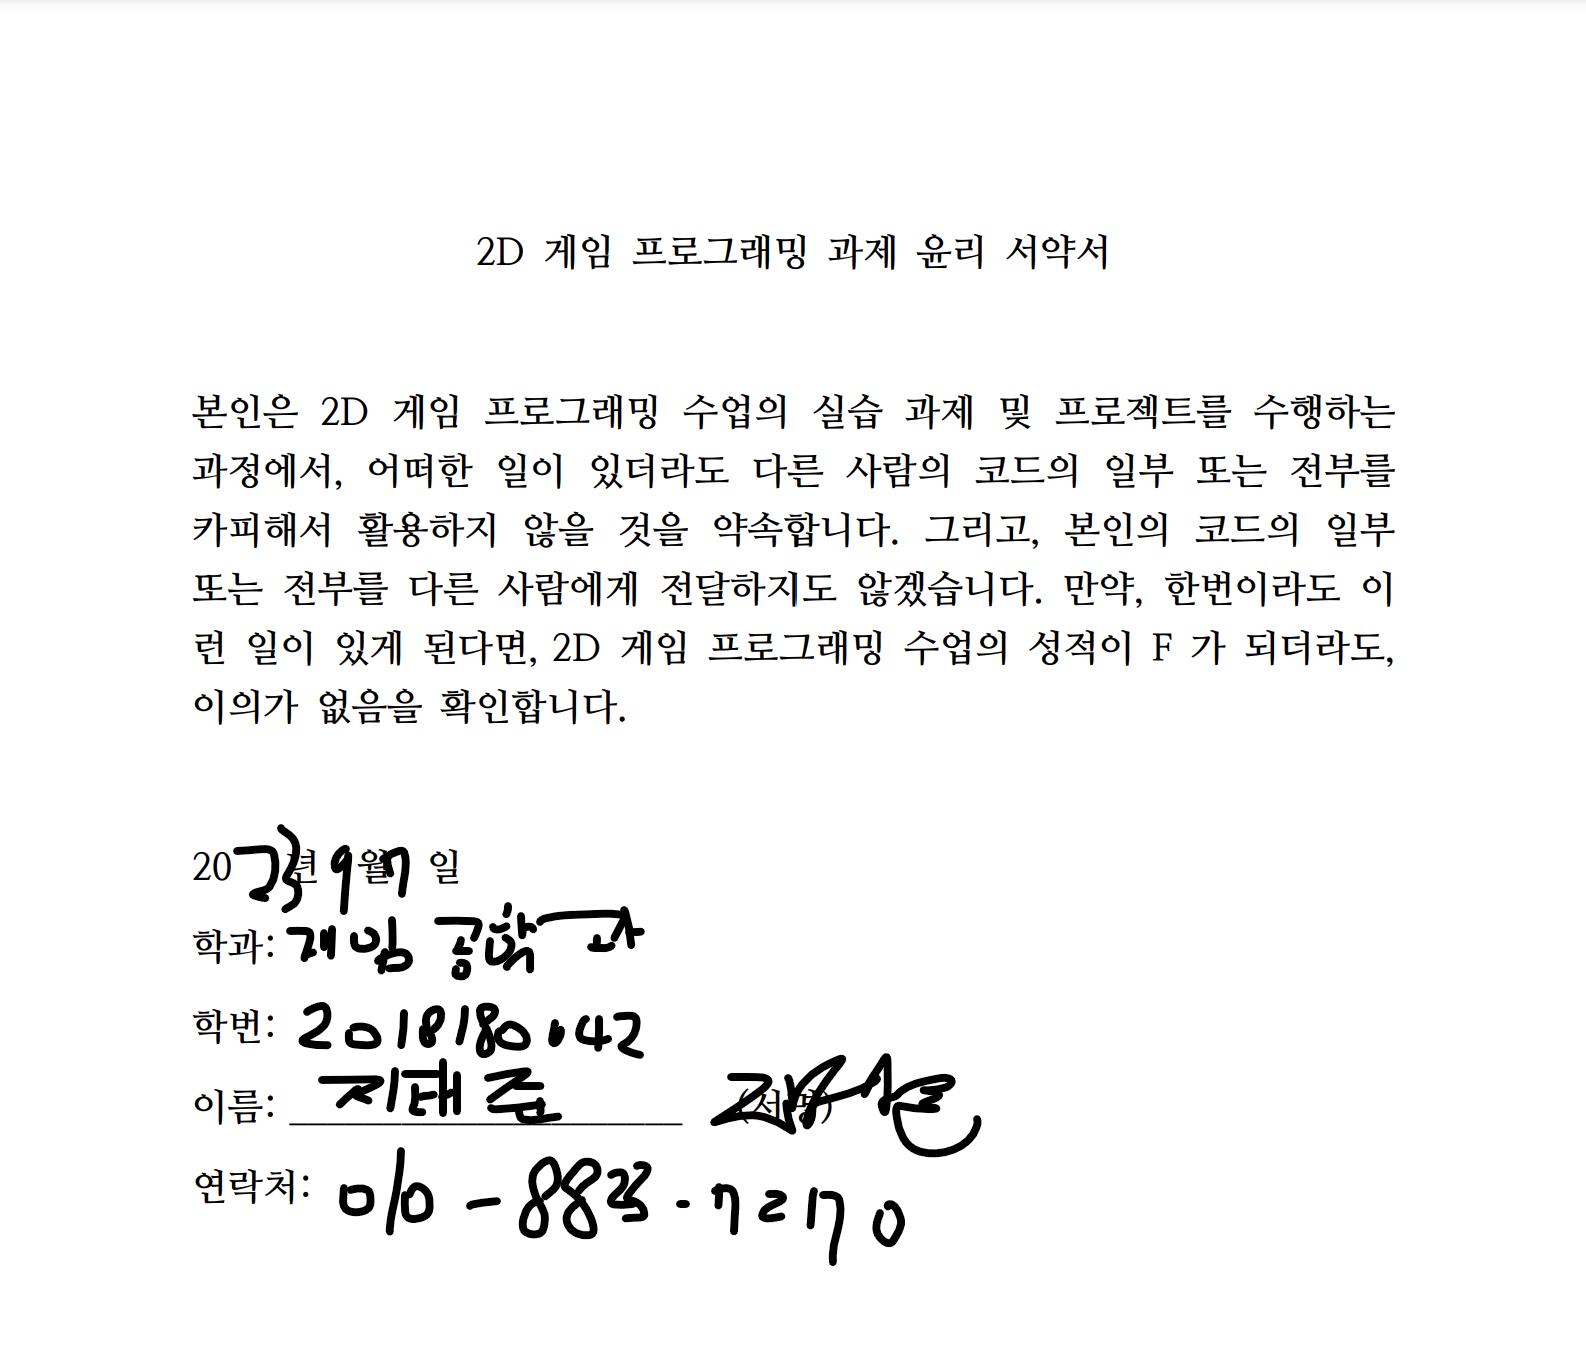 2D 게임 프로그래밍 과제 윤리 서약서
본인은 2D 게임 프로그래밍 수업의 실습 과제 및 프로젝트를 수행하는
과정에서, 어떠한 일이 있더라도 다른 사람의 코드의 일부 또는 전부를
카피해서 활용하지 않을 것을 약속합니다. 그리고, 본인의 코드의 일부
또는 전부를 다른 사람에게 전달하지도 않겠습니다. 만약, 한번이라도 이
런 일이 있게 된다면, 2D 게임 프로그래밍 수업의 성적이 F 가 되더라도,
이의가 없음을 확인합니다.
2023년 9월 7일
학과: 게임공학과
학번: 2018180042
이름: 지태준 (서명)
연락처: 010-